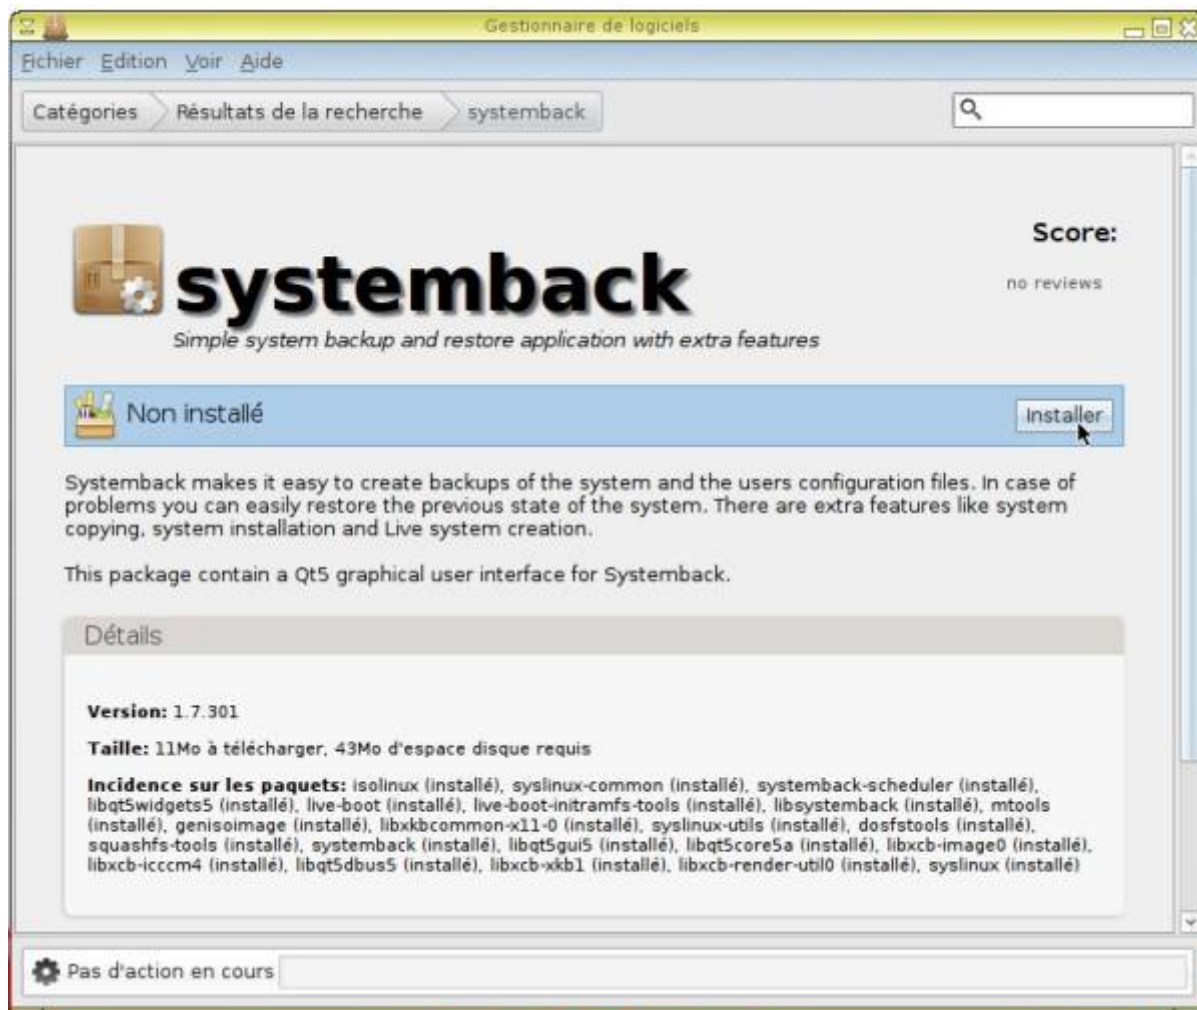 Gestionnaire de logiciels
Fichier Edition Voir Aide
Catégories Résultats de la recherche systemback
Score:
systemback
no reviews
Simple system backup and restore application with extra features
Non installé Installer
Systemback makes it easy to create backups of the system and the users configuration files. In case of
problems you can easily restore the previous state of the system. There are extra features like system
copying, system installation and Live system creation.
This package contain a Qt5 graphical user interface for Systemback.
Détails
Version: 1.7.301
Taille: 11Mo à télécharger, 43Mo d'espace disque requis
Incidence sur les paquets: isolinux (installé), syslinux-common (installé), systemback-scheduler (installé),
libqt5widgets5 (installé), live-boot (installé), live-boot-initramfs-tools (installé), libsystemback (installé), mtools
(installé), genisoimage (installé), libxkbcommon-x11-0 (installé), syslinux-utils (installé), dosfstools (installé),
squashfs-tools (installé), systemback (installé), libqt5gui5 (installé), libqt5core5a (installé), libxcb-image0 (installé),
libxcb-icccm4 (installé), libqt5dbus5 (installé), libxcb-xkb1 (installé), libxcb-render-util0 (installé), syslinux (installé)
Pas d'action en cours